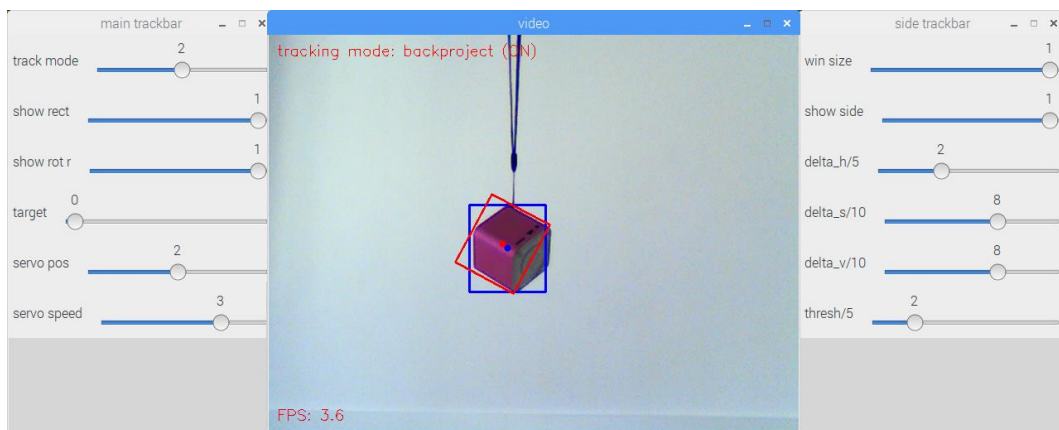 main trackbar
track mode 2
show rect 1
show rot r 1
target 0
servo pos 2
servo speed 3
video
tracking mode: backproject (ON)
FPS: 3.6
side trackbar
win size 1
show side 1
delta_h/5 2
delta_s/10 8
delta_v/10 8
thresh/5 2